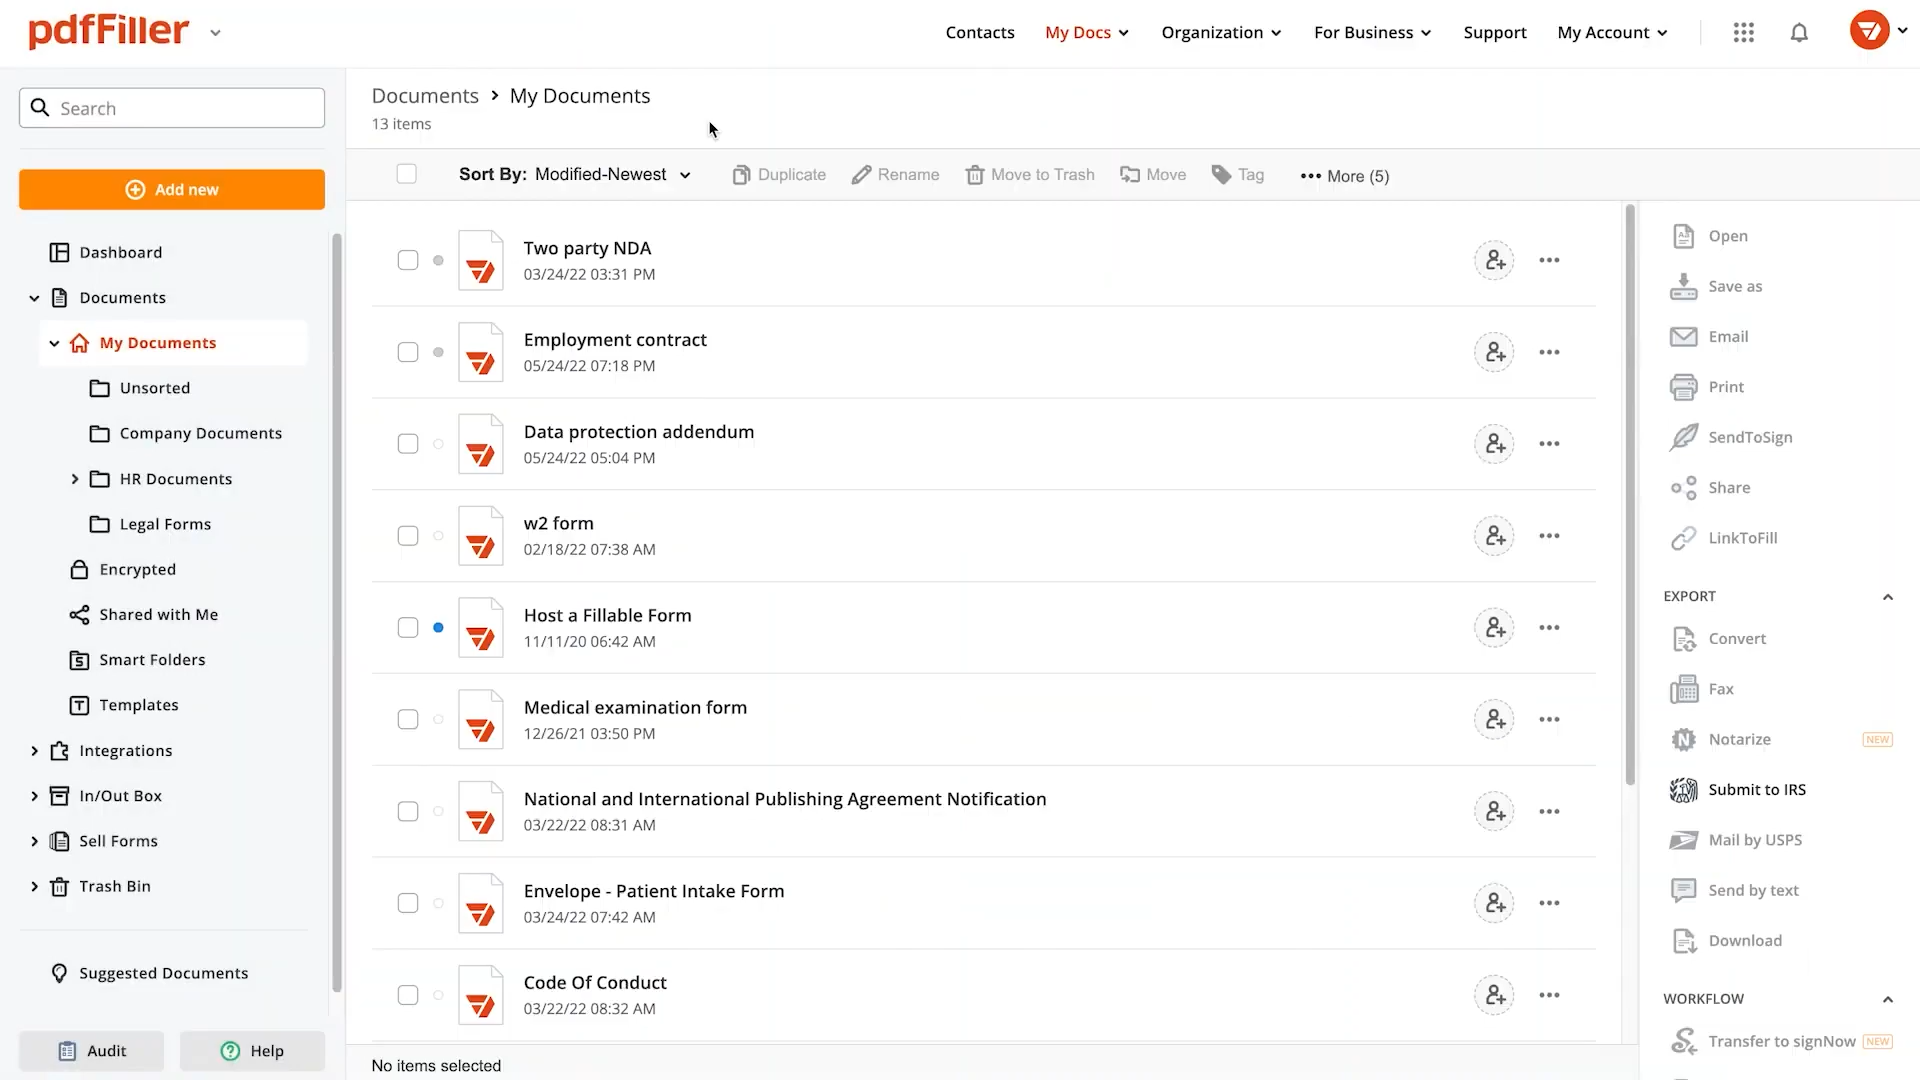 pdfFiller
Contacts
My Docs
Organization
For Business
Support
My Account
Search
Add new
Dashboard
Documents
My Documents
Unsorted
Company Documents
HR Documents
Legal Forms
Encrypted
Shared with Me
Smart Folders
Templates
Integrations
In/Out Box
Sell Forms
Trash Bin
Suggested Documents
Audit
Help
Documents > My Documents
13 items
Sort By: Modified-Newest
Duplicate
Rename
Move to Trash
Move
Tag
More (5)
Two party NDA
03/24/22 03:31 PM
Employment contract
05/24/22 07:18 PM
Data protection addendum
05/24/22 05:04 PM
w2 form
02/18/22 07:38 AM
Host a Fillable Form
11/11/20 06:42 AM
Medical examination form
12/26/21 03:50 PM
National and International Publishing Agreement Notification
03/22/22 08:31 AM
Envelope - Patient Intake Form
03/24/22 07:42 AM
Code Of Conduct
03/22/22 08:32 AM
No items selected
Open
Save as
Email
Print
SendToSign
Share
LinkToFill
EXPORT
Convert
Fax
Notarize NEW
Submit to IRS
Mail by USPS
Send by text
Download
WORKFLOW
Transfer to signNow NEW